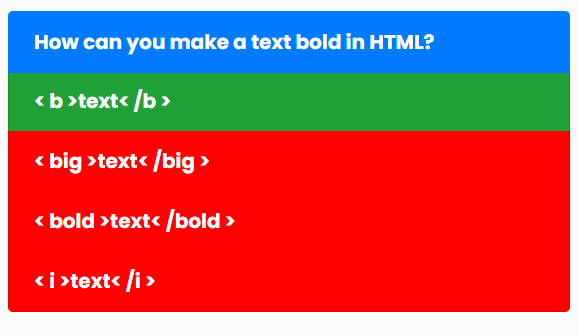 How can you make a text bold in HTML?
< b >text< /b >
< big >text< /big >
< bold >text< /bold >
< i >text< /i >